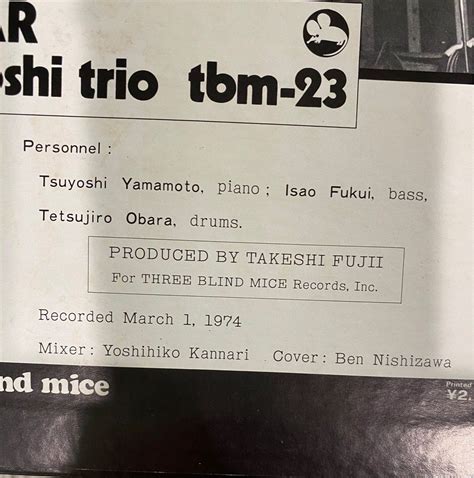 AR
oshi trio tbm-23
Personnel :
Tsuyoshi Yamamoto, piano ; Isao Fukui, bass,
Tetsujiro Obara, drums.
PRODUCED BY TAKESHI FUJII
For THREE BLIND MICE Records, Inc.
Recorded March 1, 1974
Mixer : Yoshihiko Kannari Cover : Ben Nishizawa
nd mice
Printed
¥2,